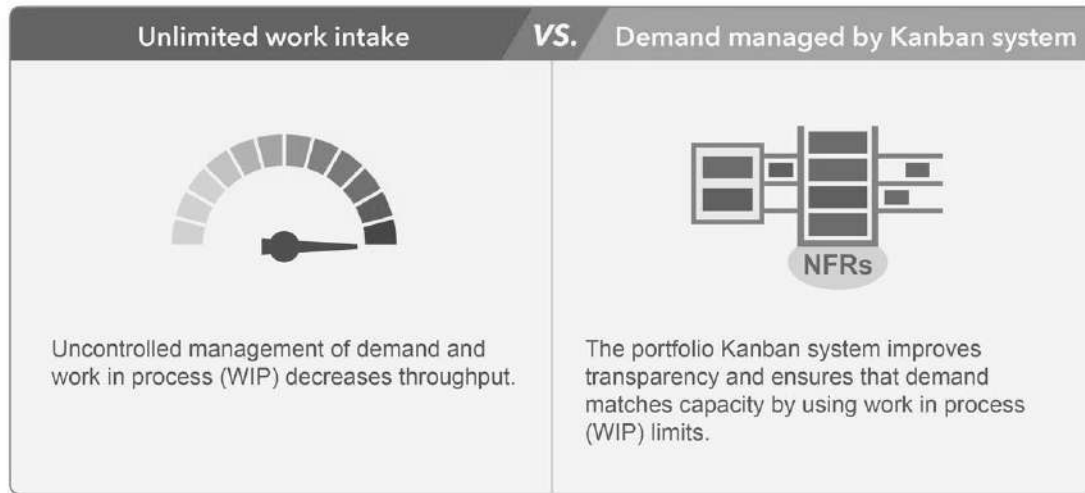 Unlimited work intake
VS.
Demand managed by Kanban system
NFRs
Uncontrolled management of demand and
work in process (WIP) decreases throughput.
The portfolio Kanban system improves
transparency and ensures that demand
matches capacity by using work in process
(WIP) limits.